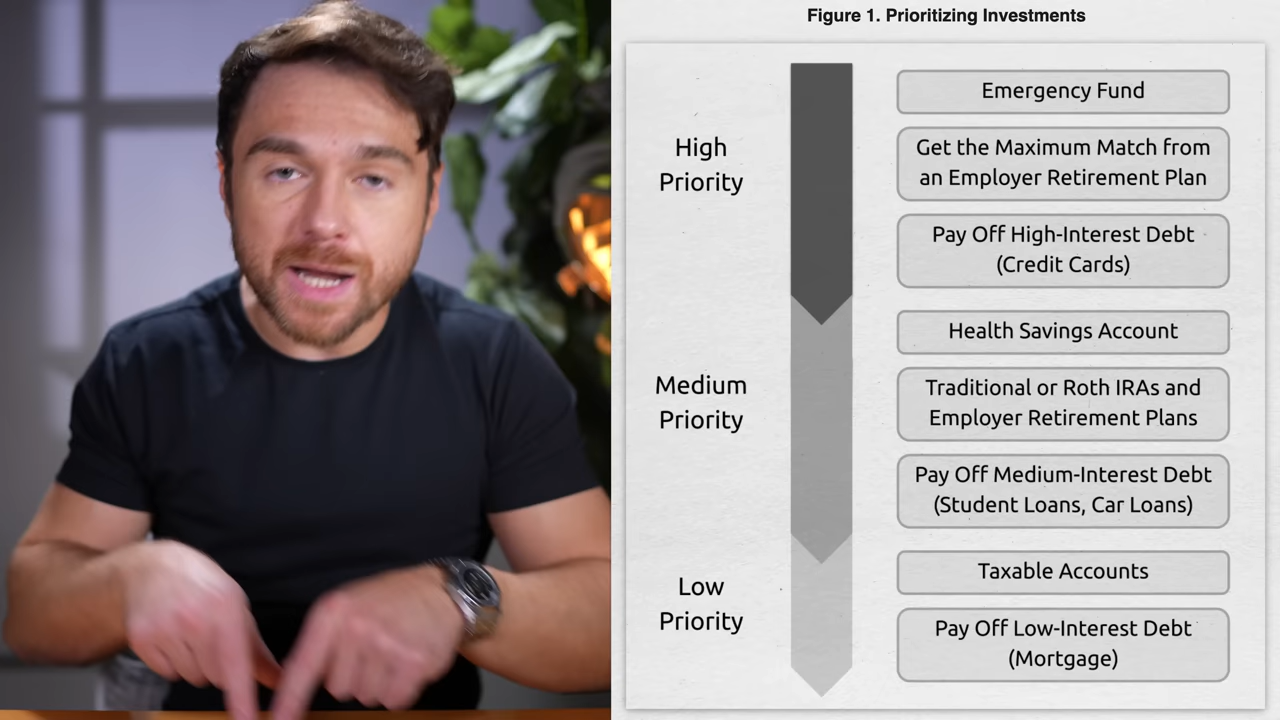 Figure 1. Prioritizing Investments
High
Priority
Emergency Fund
Get the Maximum Match from
an Employer Retirement Plan
Pay Off High-Interest Debt
(Credit Cards)
Medium
Priority
Health Savings Account
Traditional or Roth IRAs and
Employer Retirement Plans
Pay Off Medium-Interest Debt
(Student Loans, Car Loans)
Low
Priority
Taxable Accounts
Pay Off Low-Interest Debt
(Mortgage)